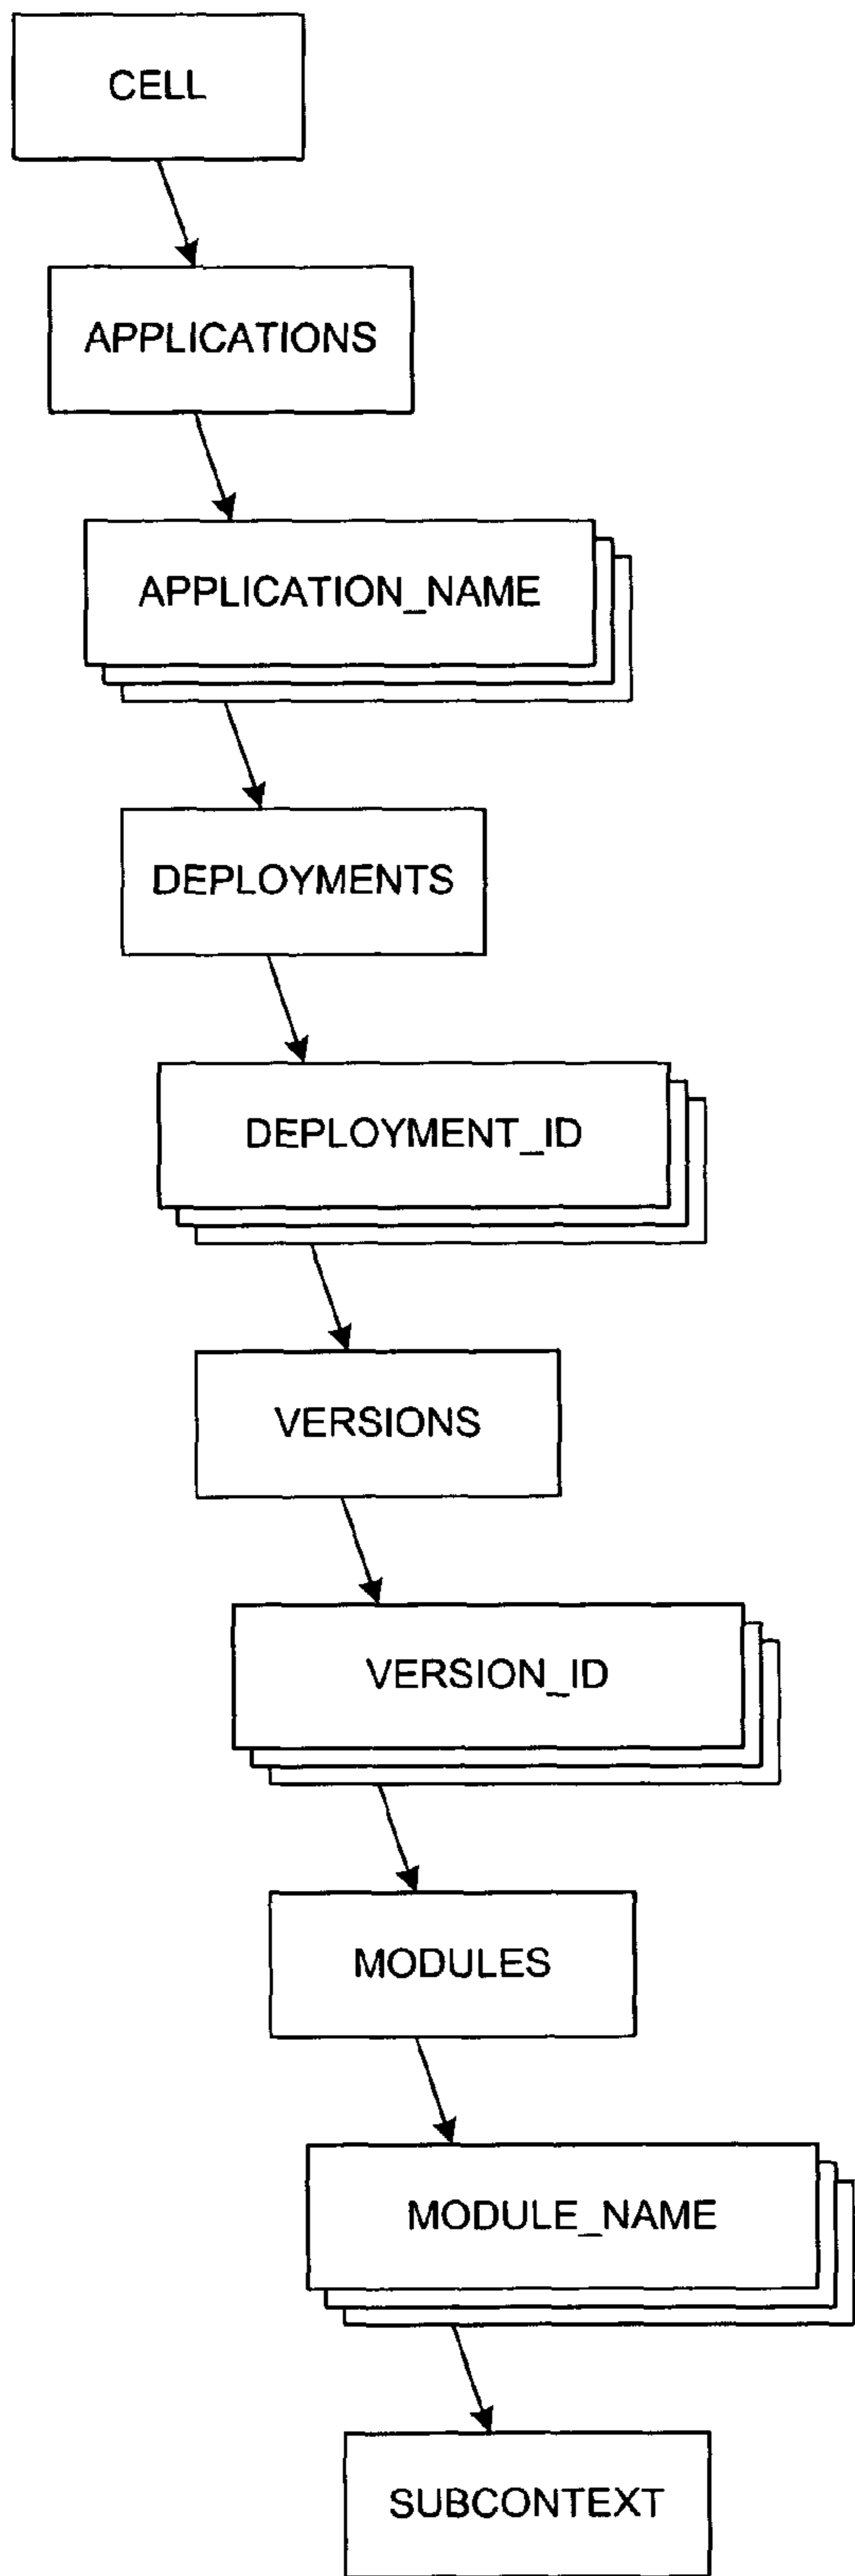 CELL
APPLICATIONS
APPLICATION_NAME
DEPLOYMENTS
DEPLOYMENT_ID
VERSIONS
VERSION_ID
MODULES
MODULE_NAME
SUBCONTEXT